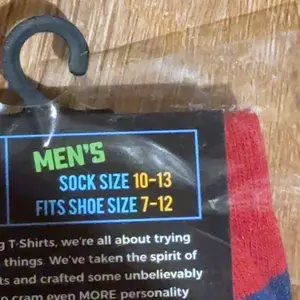 MEN'S
SOCK SIZE 10-13
FITS SHOE SIZE 7-12
g T-Shirts, we're all about trying
things. We've taken the spirit of
ts and crafted some unbelievably
o cram even MORE personality